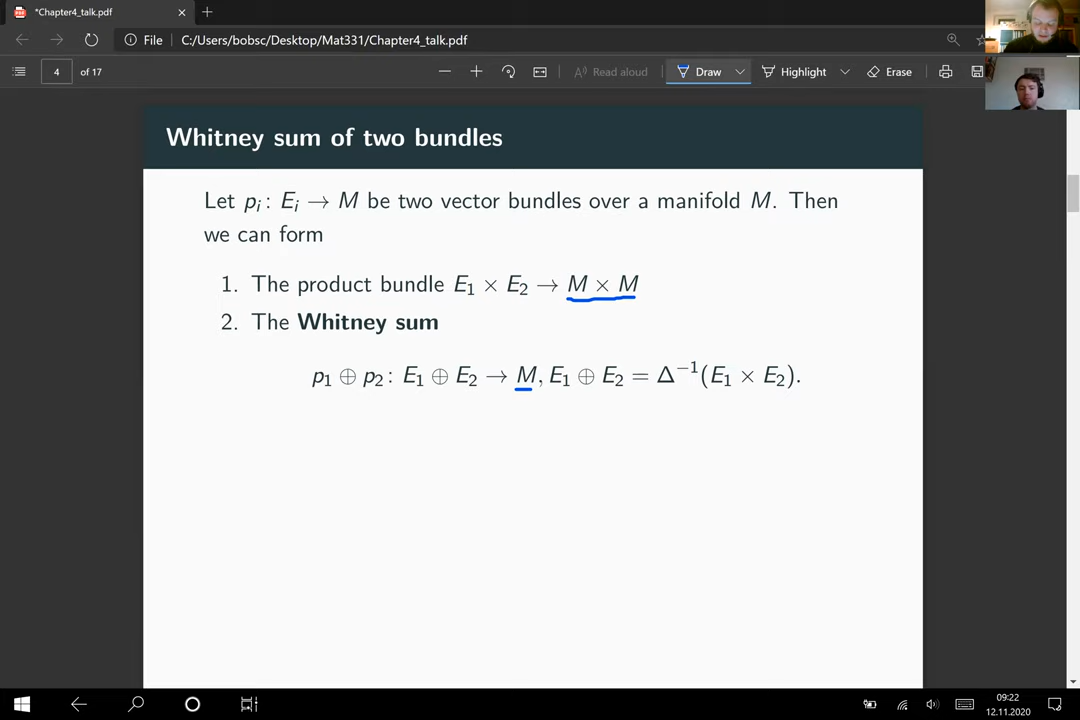 *Chapter4_talk.pdf
File C:/Users/bobsc/Desktop/Mat331/Chapter4_talk.pdf
4 of 17 Read aloud Draw Highlight Erase
Whitney sum of two bundles
Let pᵢ: Eᵢ → M be two vector bundles over a manifold M. Then
we can form
1. The product bundle E₁ × E₂ → M × M
2. The Whitney sum
p₁ ⊕ p₂: E₁ ⊕ E₂ → M, E₁ ⊕ E₂ = Δ⁻¹(E₁ × E₂).
09:22
12.11.2020